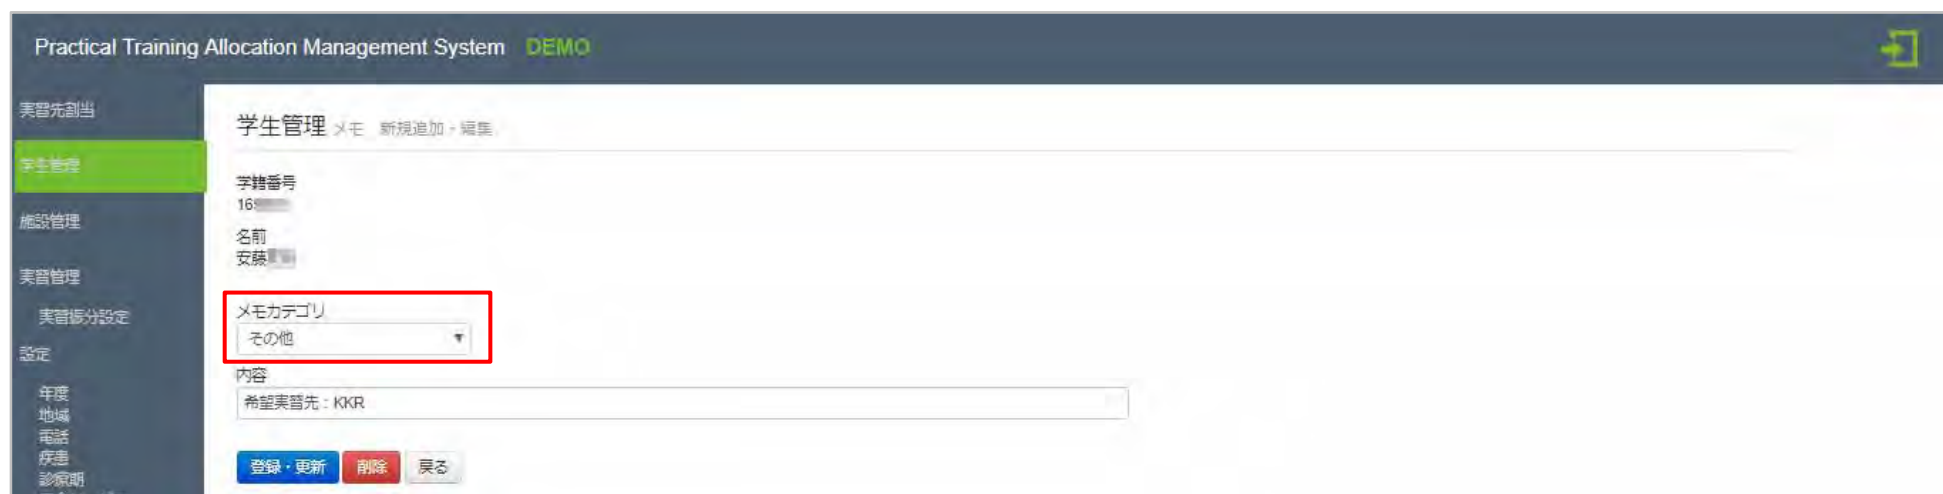 Practical Training Allocation Management System DEMO
実習先割当
学生管理
施設管理
実習管理
実習振分設定
設定
年度
地域
電話
疾患
診療期
学生管理 メモ 新規追加・編集
学籍番号
16
名前
安藤
メモカテゴリ
その他
内容
希望実習先：KKR
登録・更新 削除 戻る